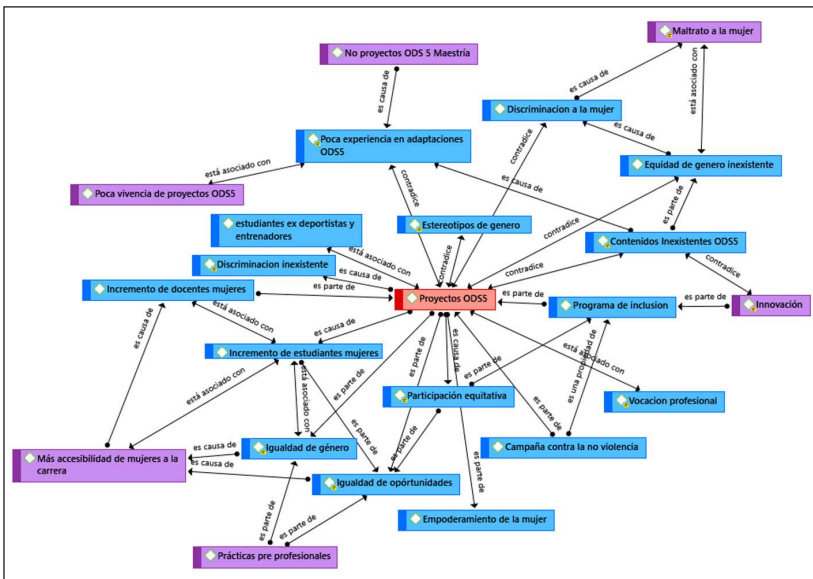 Maltrato a la mujer
No proyectos ODS 5 Maestría
es causa de
está asociado con
es causa de
Discriminacion a la mujer
Poca experiencia en adaptaciones
ODS5
contradice
es causa de
Equidad de genero inexistente
está asociado con
es causa de
Poca vivencia de proyectos ODS5
contradice
es parte de
estudiantes ex deportistas y
entrenadores
Estereotipos de genero
contradice
Contenidos Inexistentes ODS5
está asociado con
Discriminacion inexistente
es causa de
contradice
contradice
Incremento de docentes mujeres
es parte de
Proyectos ODS5
es parte de
Programa de inclusion
es parte de
Innovación
es causa de
está asociado con
es causa de
es causa de
es una propiedad de
Incremento de estudiantes mujeres
es parte de
es parte de
es parte de
está asociado con
está asociado con
está asociado con
es parte de
Participación equitativa
Vocacion profesional
es parte de
es parte de
es causa de
Igualdad de género
es parte de
Campaña contra la no violencia
Más accesibilidad de mujeres a la
carrera
es causa de
Igualdad de opórtunidades
es parte de
es parte de
es parte de
Empoderamiento de la mujer
Prácticas pre profesionales